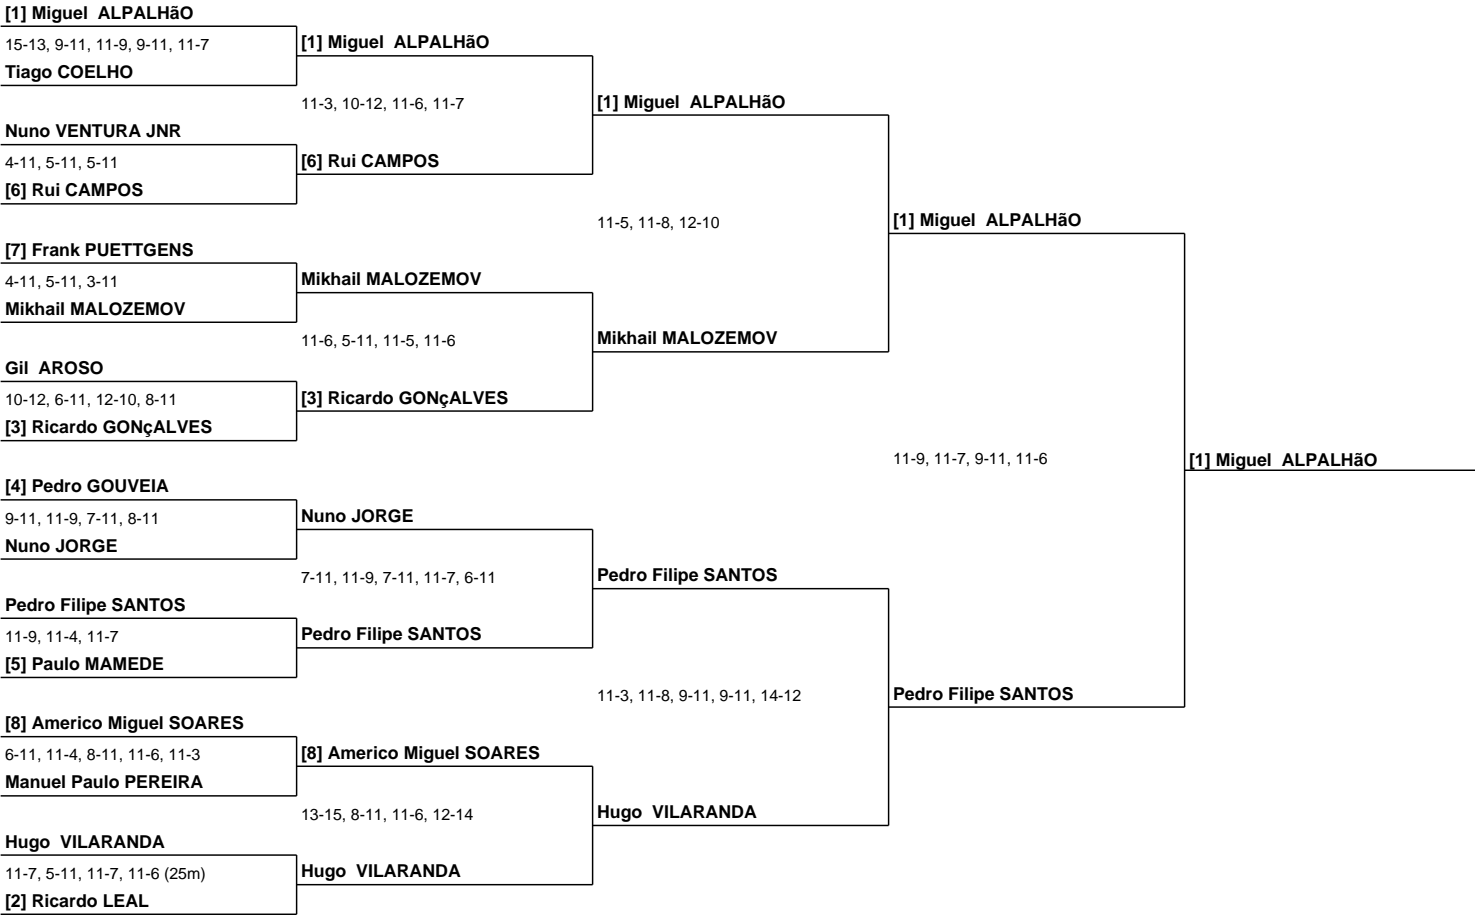 [1] Miguel  ALPALHãO
15-13, 9-11, 11-9, 9-11, 11-7
Tiago COELHO
Nuno VENTURA JNR
4-11, 5-11, 5-11
[6] Rui CAMPOS
[7] Frank PUETTGENS
4-11, 5-11, 3-11
Mikhail MALOZEMOV
Gil  AROSO
10-12, 6-11, 12-10, 8-11
[3] Ricardo GONçALVES
[4] Pedro GOUVEIA
9-11, 11-9, 7-11, 8-11
Nuno JORGE
Pedro Filipe SANTOS
11-9, 11-4, 11-7
[5] Paulo MAMEDE
[8] Americo Miguel SOARES
6-11, 11-4, 8-11, 11-6, 11-3
Manuel Paulo PEREIRA
Hugo  VILARANDA
11-7, 5-11, 11-7, 11-6 (25m)
[2] Ricardo LEAL
[1] Miguel  ALPALHãO
11-3, 10-12, 11-6, 11-7
[6] Rui CAMPOS
Mikhail MALOZEMOV
11-6, 5-11, 11-5, 11-6
[3] Ricardo GONçALVES
Nuno JORGE
7-11, 11-9, 7-11, 11-7, 6-11
Pedro Filipe SANTOS
[8] Americo Miguel SOARES
13-15, 8-11, 11-6, 12-14
Hugo  VILARANDA
[1] Miguel  ALPALHãO
11-5, 11-8, 12-10
Mikhail MALOZEMOV
Pedro Filipe SANTOS
11-3, 11-8, 9-11, 9-11, 14-12
Hugo  VILARANDA
[1] Miguel  ALPALHãO
11-9, 11-7, 9-11, 11-6
Pedro Filipe SANTOS
[1] Miguel  ALPALHãO